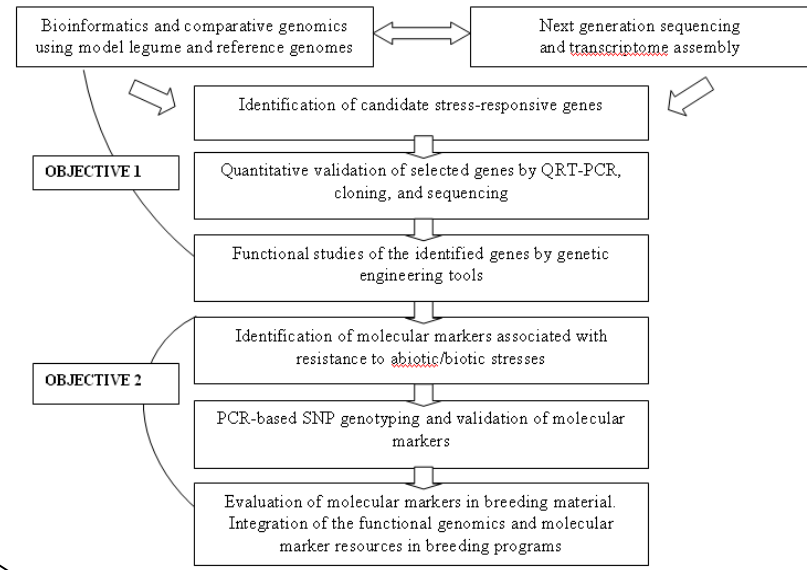 Bioinformatics and comparative genomics
using model legume and reference genomes
Next generation sequencing
and transcriptome assembly
Identification of candidate stress-responsive genes
OBJECTIVE 1
Quantitative validation of selected genes by QRT-PCR,
cloning, and sequencing
Functional studies of the identified genes by genetic
engineering tools
Identification of molecular markers associated with
resistance to abiotic/biotic stresses
OBJECTIVE 2
PCR-based SNP genotyping and validation of molecular
markers
Evaluation of molecular markers in breeding material.
Integration of the functional genomics and molecular
marker resources in breeding programs